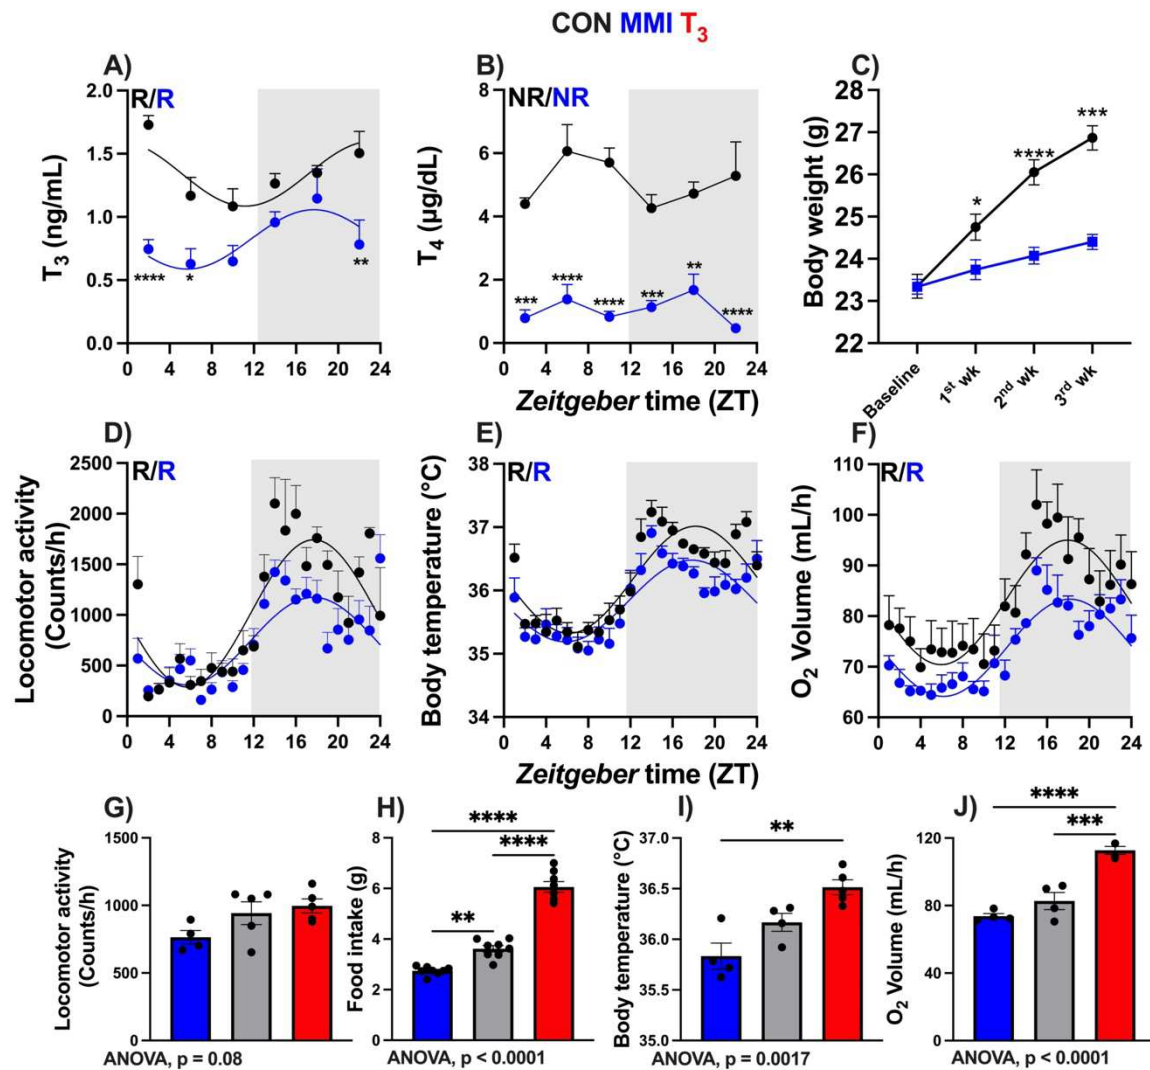 CON MMI T3
A)
R/R
T3 (ng/mL)
2.0
1.5
1.0
0.5
0.0
****
*
**
0 4 8 12 16 20 24
B)
NR/NR
T4 (µg/dL)
8
6
4
2
0
***
****
****
***
**
****
0 4 8 12 16 20 24
Zeitgeber time (ZT)
C)
Body weight (g)
28
27
26
25
24
23
22
*
****
***
Baseline
1st wk
2nd wk
3rd wk
D)
R/R
Locomotor activity
(Counts/h)
2500
2000
1500
1000
500
0
0 4 8 12 16 20 24
E)
R/R
Body temperature (°C)
38
37
36
35
34
0 4 8 12 16 20 24
Zeitgeber time (ZT)
F)
R/R
O2 Volume (mL/h)
110
100
90
80
70
60
0 4 8 12 16 20 24
G)
Locomotor activity
(Counts/h)
1500
1000
500
0
ANOVA, p = 0.08
H)
Food intake (g)
8
6
4
2
0
****
****
**
ANOVA, p < 0.0001
I)
Body temperature (°C)
37.0
36.5
36.0
35.5
35.0
**
ANOVA, p = 0.0017
J)
O2 Volume (mL/h)
120
80
40
0
****
***
ANOVA, p < 0.0001